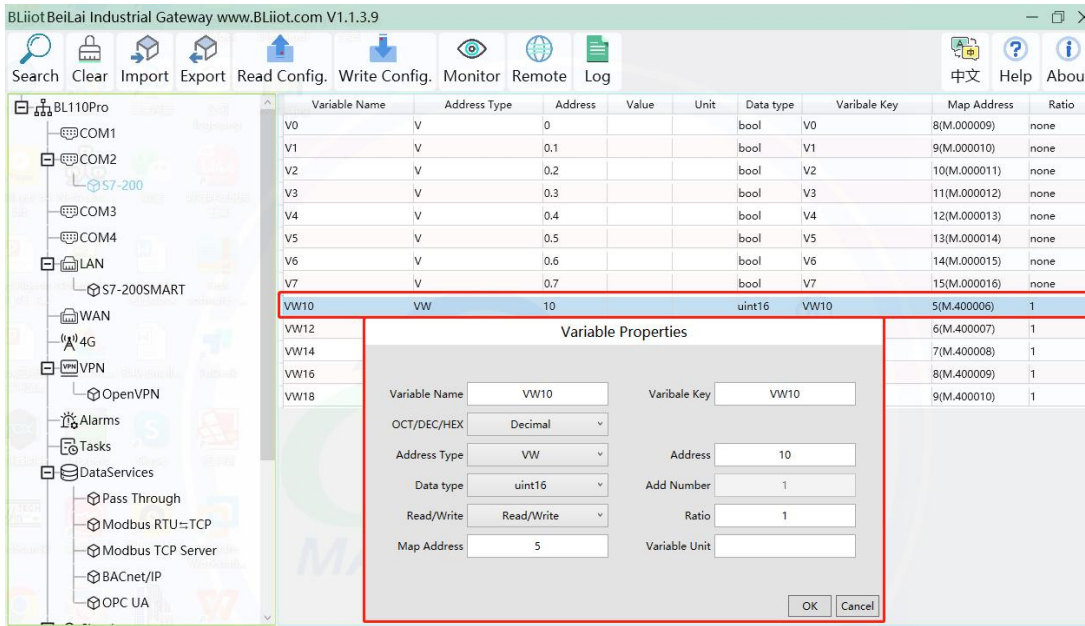 BLiiot BeiLai Industrial Gateway www.BLiiot.com V1.1.3.9
Search Clear Import Export Read Config. Write Config. Monitor Remote Log 中文 Help Abou
BL110Pro
COM1
COM2
S7-200
COM3
COM4
LAN
S7-200SMART
WAN
4G
VPN
OpenVPN
Alarms
Tasks
DataServices
Pass Through
Modbus RTU⇆TCP
Modbus TCP Server
BACnet/IP
OPC UA
Variable Name Address Type Address Value Unit Data type Varibale Key Map Address Ratio
V0 V 0 bool V0 8(M.000009) none
V1 V 0.1 bool V1 9(M.000010) none
V2 V 0.2 bool V2 10(M.000011) none
V3 V 0.3 bool V3 11(M.000012) none
V4 V 0.4 bool V4 12(M.000013) none
V5 V 0.5 bool V5 13(M.000014) none
V6 V 0.6 bool V6 14(M.000015) none
V7 V 0.7 bool V7 15(M.000016) none
VW10 VW 10 uint16 VW10 5(M.400006) 1
VW12 6(M.400007) 1
VW14 7(M.400008) 1
VW16 8(M.400009) 1
VW18 9(M.400010) 1
Variable Properties
Variable Name VW10 Varibale Key VW10
OCT/DEC/HEX Decimal
Address Type VW Address 10
Data type uint16 Add Number 1
Read/Write Read/Write Ratio 1
Map Address 5 Variable Unit
OK Cancel